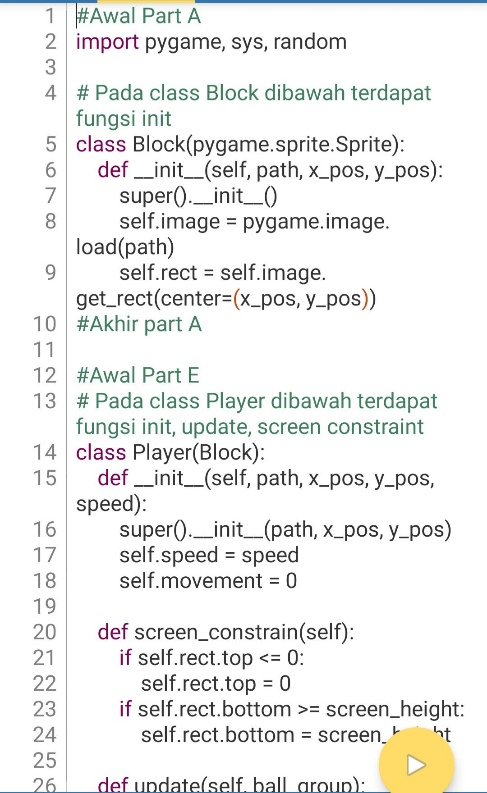 1 #Awal Part A
2 import pygame, sys, random
3
4 # Pada class Block dibawah terdapat
fungsi init
5 class Block(pygame.sprite.Sprite):
6 def __init__(self, path, x_pos, y_pos):
7 super().__init__()
8 self.image = pygame.image.
load(path)
9 self.rect = self.image.
get_rect(center=(x_pos, y_pos))
10 #Akhir part A
11
12 #Awal Part E
13 # Pada class Player dibawah terdapat
fungsi init, update, screen constraint
14 class Player(Block):
15 def __init__(self, path, x_pos, y_pos,
speed):
16 super().__init__(path, x_pos, y_pos)
17 self.speed = speed
18 self.movement = 0
19
20 def screen_constrain(self):
21 if self.rect.top <= 0:
22 self.rect.top = 0
23 if self.rect.bottom >= screen_height:
24 self.rect.bottom = screen_height
25
26 def update(self, ball_group):